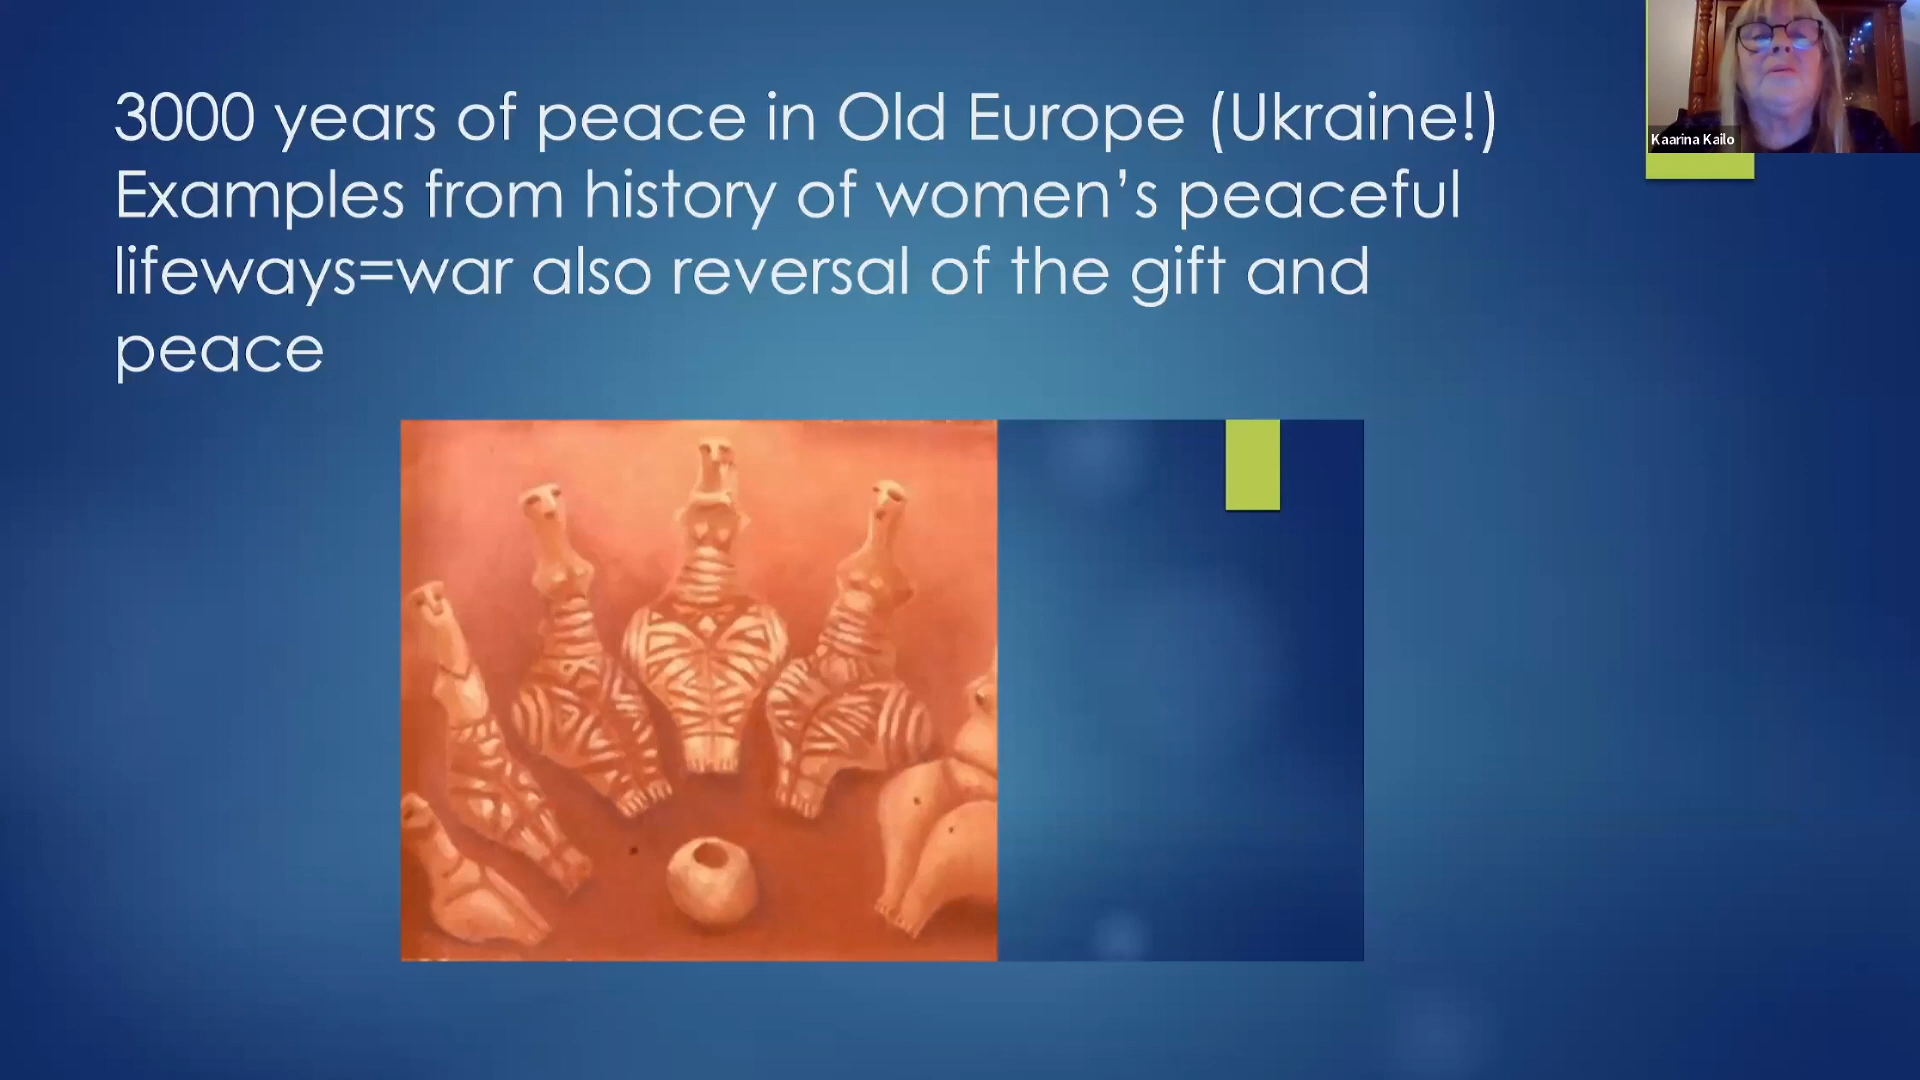 3000 years of peace in Old Europe (Ukraine!)
Examples from history of women’s peaceful
lifeways=war also reversal of the gift and
peace
Kaarina Kailo